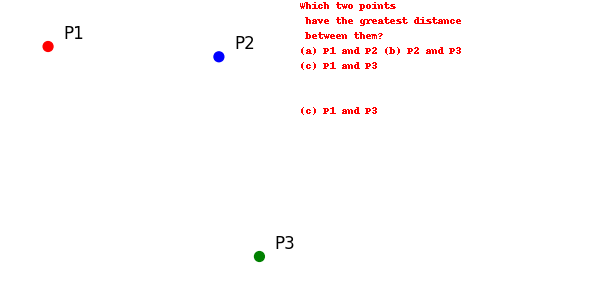 P1
P2
P3
Which two points
have the greatest distance
between them?
(a) P1 and P2 (b) P2 and P3
(c) P1 and P3
(c) P1 and P3